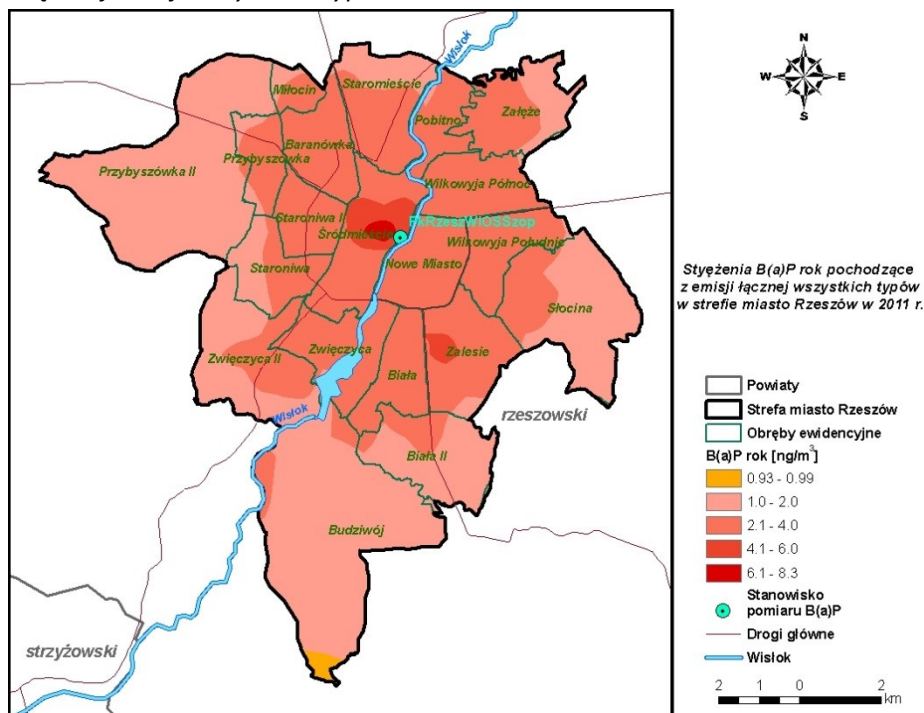 Wisłok
Staromieście
Miłocin
Załęże
Pobitno
Baranówka
Przybyszówka
Przybyszówka II
Wilkowyja Północ
Staroniwa II
PkRzeszWIOSSzop
Śródmieście
Wilkowyja Południe
Nowe Miasto
Staroniwa
Słocina
Zwięczyca
Zalesie
Zwięczyca II
Biała
Wisłok
rzeszowski
Biała II
Budziwój
strzyżowski
N
W E
S
Styężenia B(a)P rok pochodzące
z emisji łącznej wszystkich typów
w strefie miasto Rzeszów w 2011 r.
Powiaty
Strefa miasto Rzeszów
Obręby ewidencyjne
B(a)P rok [ng/m³]
0.93 - 0.99
1.0 - 2.0
2.1 - 4.0
4.1 - 6.0
6.1 - 8.3
Stanowisko
pomiaru B(a)P
Drogi główne
Wisłok
2 1 0 2
km